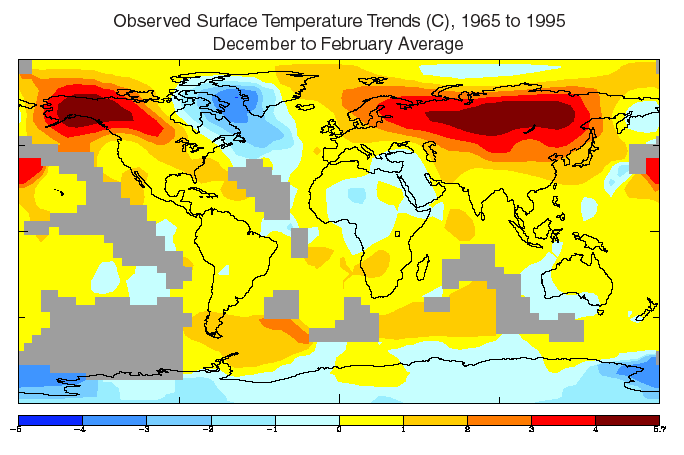 Observed Surface Temperature Trends (C), 1965 to 1995
December to February Average
-5 -4 -3 -2 -1 0 1 2 3 4 5.7